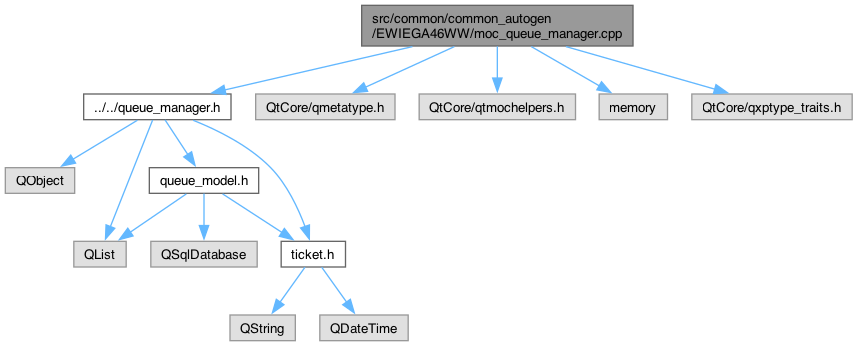 src/common/common_autogen
/EWIEGA46WW/moc_queue_manager.cpp
../../queue_manager.h
QtCore/qmetatype.h
QtCore/qtmochelpers.h
memory
QtCore/qxptype_traits.h
QObject
queue_model.h
QList
QSqlDatabase
ticket.h
QString
QDateTime